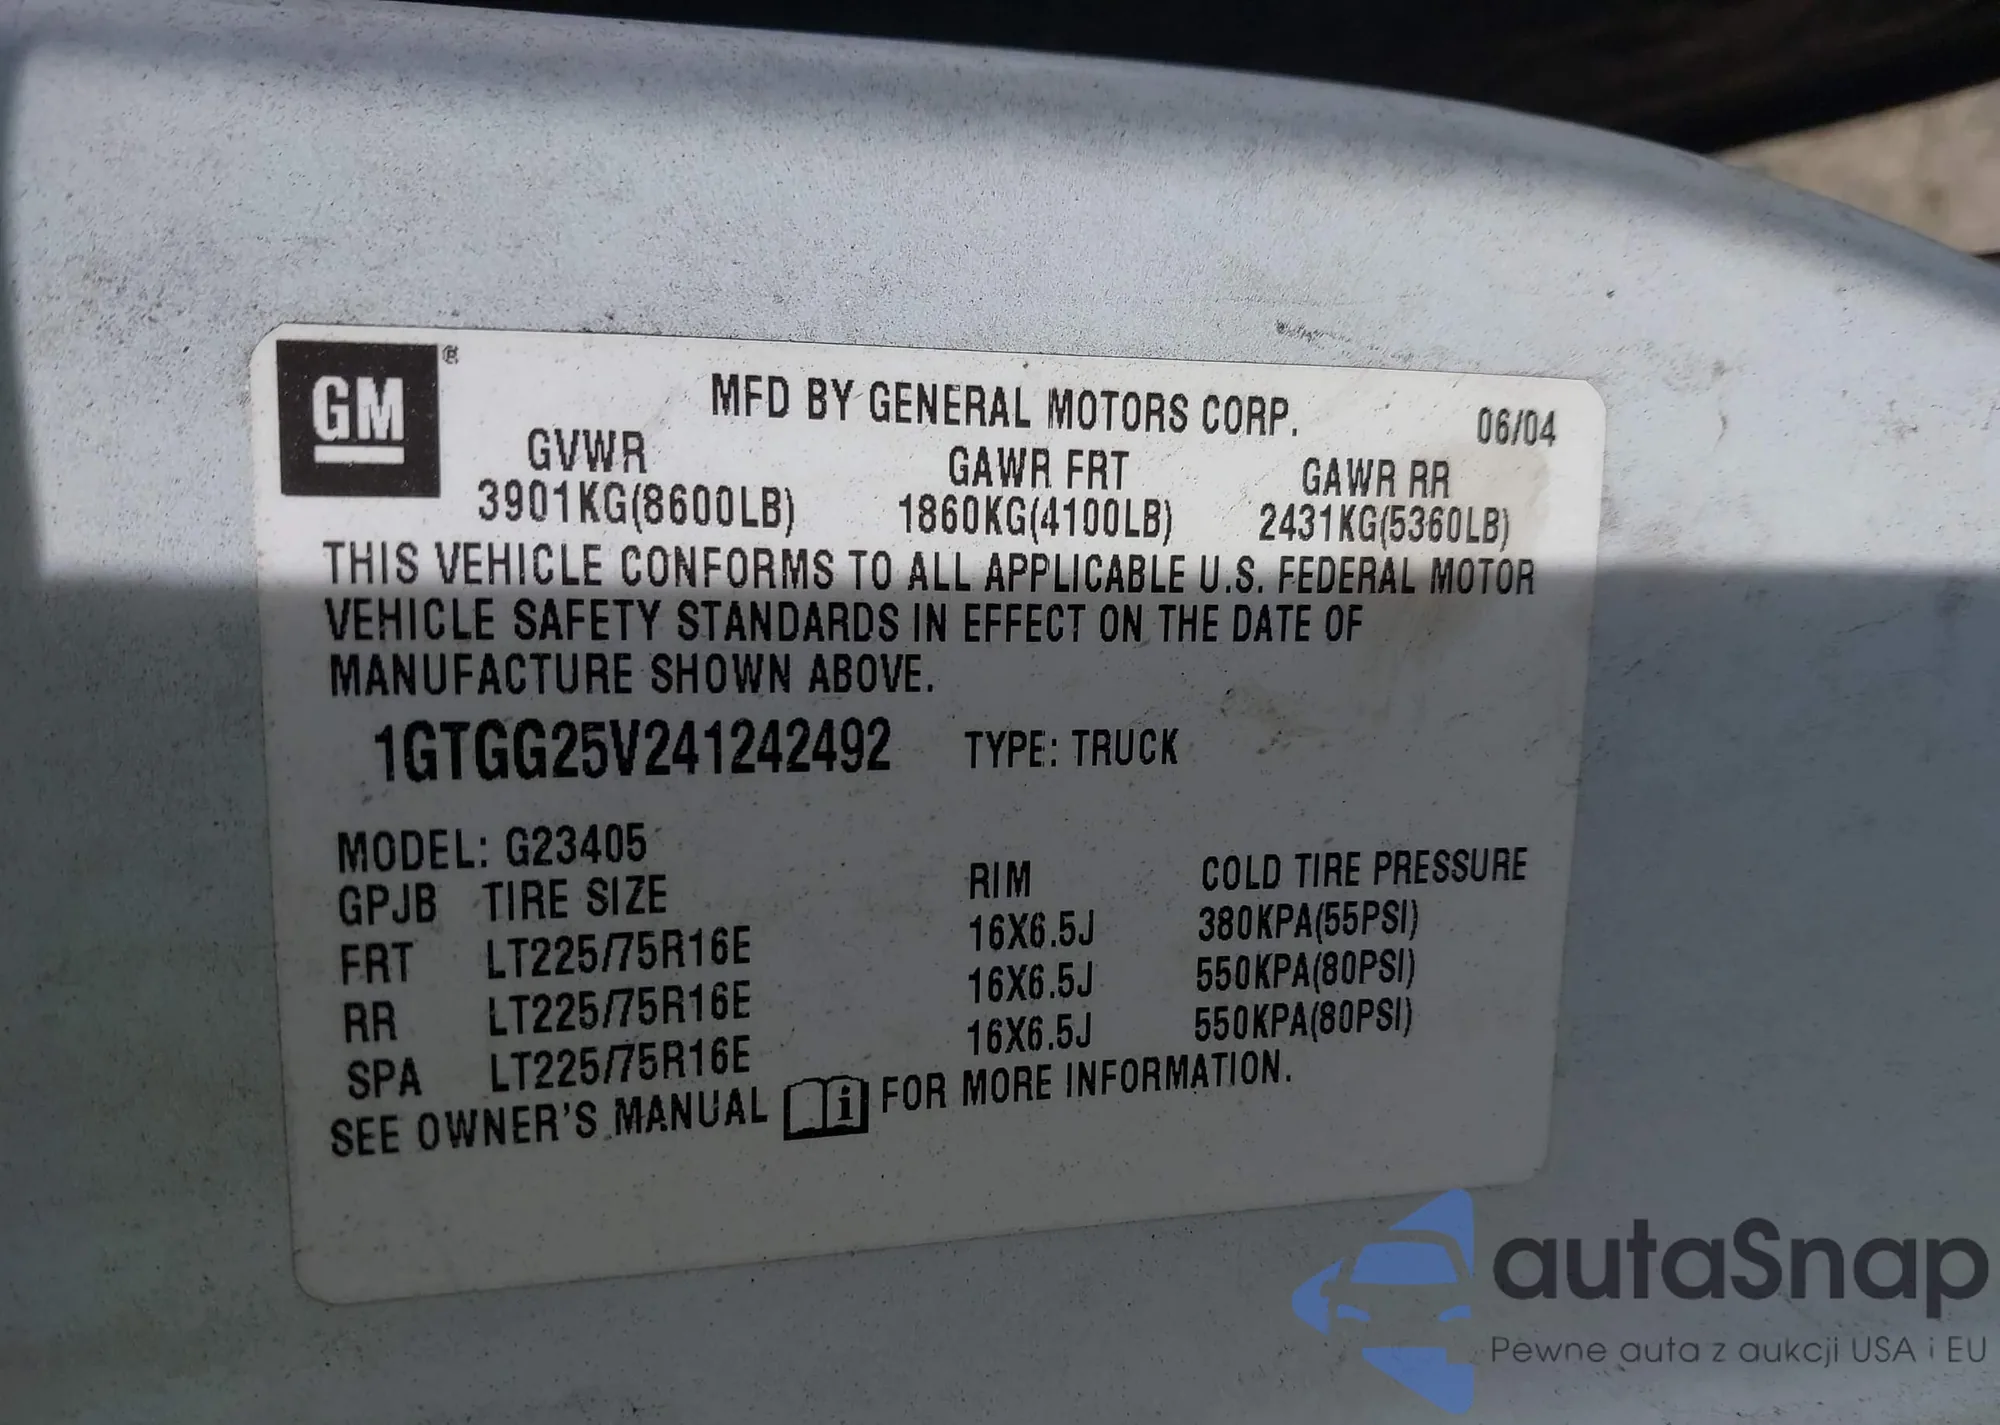 GM ®
MFD BY GENERAL MOTORS CORP. 06/04
GVWR GAWR FRT GAWR RR
3901KG(8600LB) 1860KG(4100LB) 2431KG(5360LB)
THIS VEHICLE CONFORMS TO ALL APPLICABLE U.S. FEDERAL MOTOR
VEHICLE SAFETY STANDARDS IN EFFECT ON THE DATE OF
MANUFACTURE SHOWN ABOVE.
1GTGG25V241242492 TYPE: TRUCK
MODEL: G23405
GPJB TIRE SIZE RIM COLD TIRE PRESSURE
FRT LT225/75R16E 16X6.5J 380KPA(55PSI)
RR LT225/75R16E 16X6.5J 550KPA(80PSI)
SPA LT225/75R16E 16X6.5J 550KPA(80PSI)
SEE OWNER'S MANUAL i FOR MORE INFORMATION.
autaSnap
Pewne auta z aukcji USA i EU